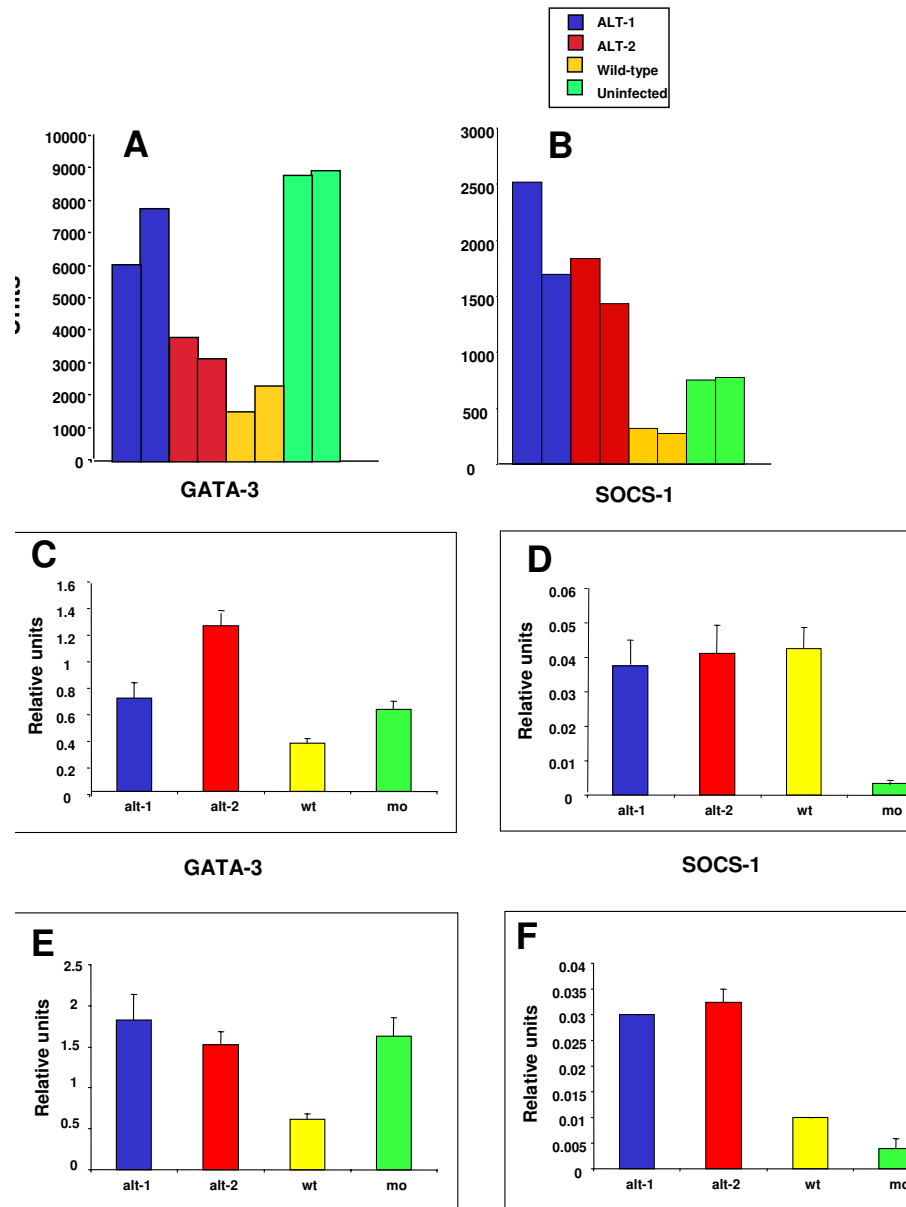 ALT-1
ALT-2
Wild-type
Uninfected
A
10000
9000
8000
7000
6000
5000
4000
3000
2000
1000
0
GATA-3
B
3000
2500
2000
1500
1000
500
0
SOCS-1
C
Relative units
1.6
1.4
1.2
1
0.8
0.6
0.4
0.2
0
alt-1 alt-2 wt mo
GATA-3
D
Relative units
0.06
0.05
0.04
0.03
0.02
0.01
0
alt-1 alt-2 wt mo
SOCS-1
E
Relative units
2.5
2
1.5
1
0.5
0
alt-1 alt-2 wt mo
F
Relative units
0.04
0.035
0.03
0.025
0.02
0.015
0.01
0.005
0
alt-1 alt-2 wt mo